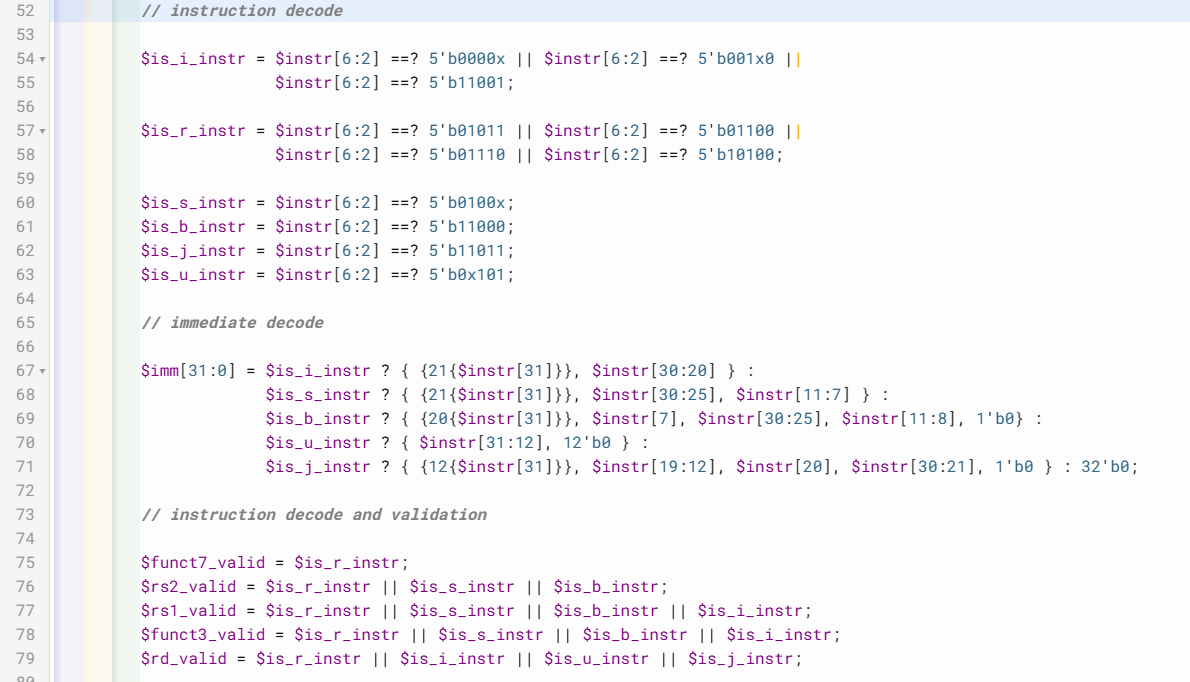 52 // instruction decode
53
54 $is_i_instr = $instr[6:2] ==? 5'b0000x || $instr[6:2] ==? 5'b001x0 ||
55 $instr[6:2] ==? 5'b11001;
56
57 $is_r_instr = $instr[6:2] ==? 5'b01011 || $instr[6:2] ==? 5'b01100 ||
58 $instr[6:2] ==? 5'b01110 || $instr[6:2] ==? 5'b10100;
59
60 $is_s_instr = $instr[6:2] ==? 5'b0100x;
61 $is_b_instr = $instr[6:2] ==? 5'b11000;
62 $is_j_instr = $instr[6:2] ==? 5'b11011;
63 $is_u_instr = $instr[6:2] ==? 5'b0x101;
64
65 // immediate decode
66
67 $imm[31:0] = $is_i_instr ? { {21{$instr[31]}}, $instr[30:20] } :
68 $is_s_instr ? { {21{$instr[31]}}, $instr[30:25], $instr[11:7] } :
69 $is_b_instr ? { {20{$instr[31]}}, $instr[7], $instr[30:25], $instr[11:8], 1'b0} :
70 $is_u_instr ? { $instr[31:12], 12'b0 } :
71 $is_j_instr ? { {12{$instr[31]}}, $instr[19:12], $instr[20], $instr[30:21], 1'b0 } : 32'b0;
72
73 // instruction decode and validation
74
75 $funct7_valid = $is_r_instr;
76 $rs2_valid = $is_r_instr || $is_s_instr || $is_b_instr;
77 $rs1_valid = $is_r_instr || $is_s_instr || $is_b_instr || $is_i_instr;
78 $funct3_valid = $is_r_instr || $is_s_instr || $is_b_instr || $is_i_instr;
79 $rd_valid = $is_r_instr || $is_i_instr || $is_u_instr || $is_j_instr;